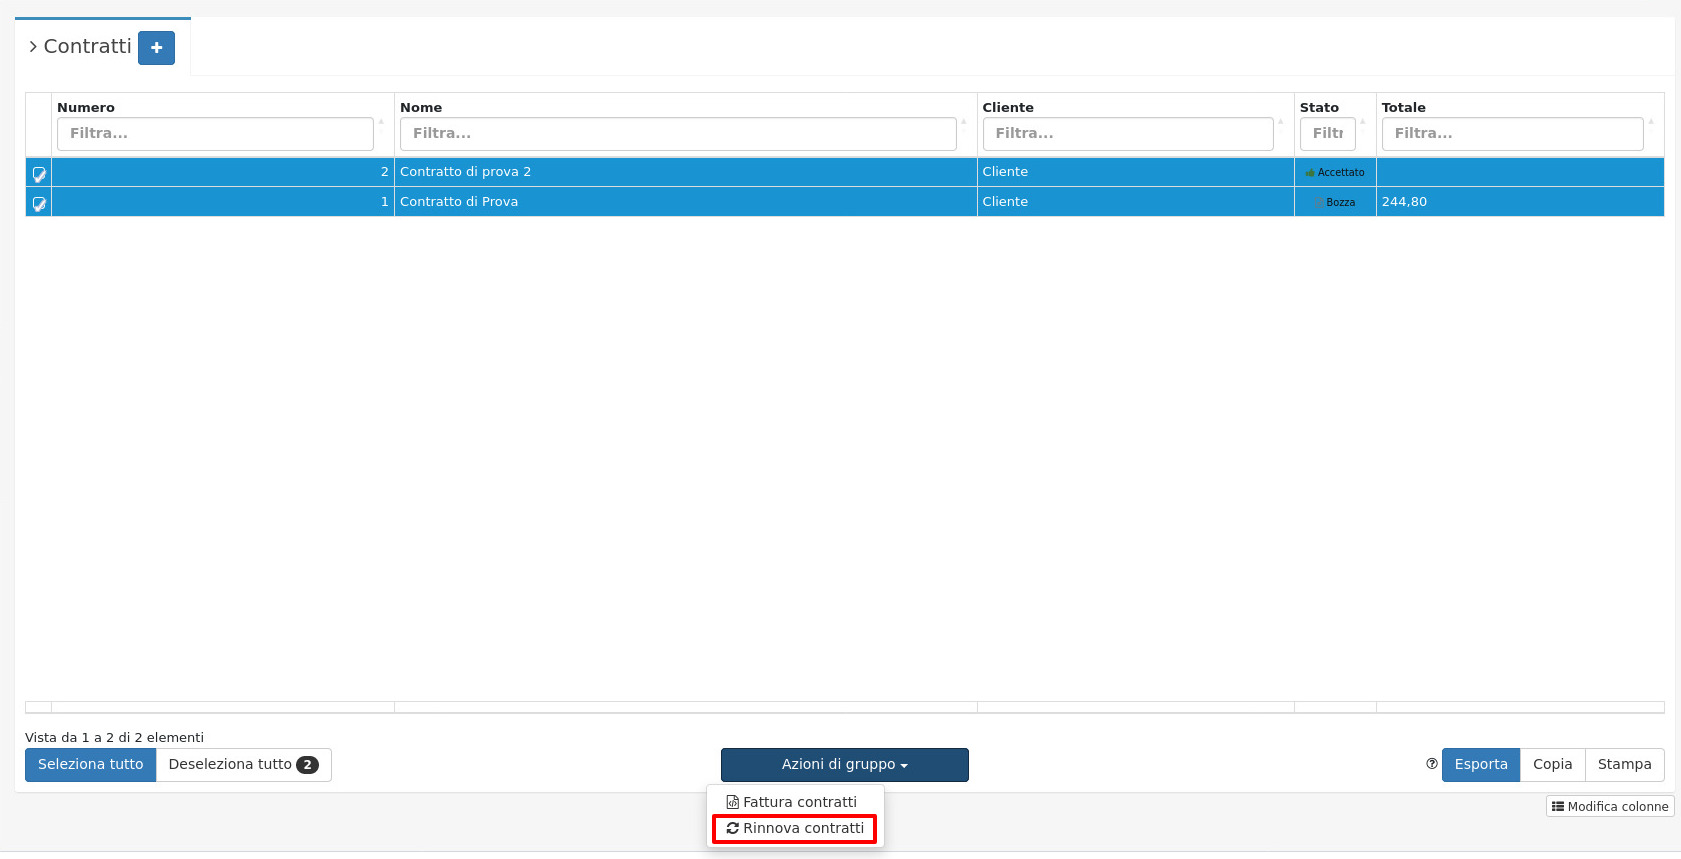 Contratti
Numero Nome Cliente Stato Totale
Filtra... Filtra... Filtra... Filtr Filtra...
2 Contratto di prova 2 Cliente Accettato
1 Contratto di Prova Cliente Bozza 244,80
Vista da 1 a 2 di 2 elementi
Seleziona tutto Deseleziona tutto 2 Azioni di gruppo Esporta Copia Stampa
Fattura contratti
Modifica colonne
Rinnova contratti